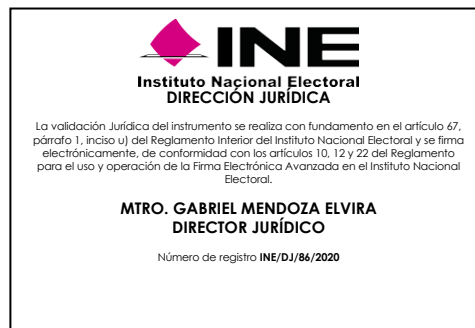 INE
Instituto Nacional Electoral
DIRECCIÓN JURÍDICA
La validación Jurídica del instrumento se realiza con fundamento en el artículo 67,
párrafo 1, inciso u) del Reglamento Interior del Instituto Nacional Electoral y se firma
electrónicamente, de conformidad con los artículos 10, 12 y 22 del Reglamento
para el uso y operación de la Firma Electrónica Avanzada en el Instituto Nacional
Electoral.
MTRO. GABRIEL MENDOZA ELVIRA
DIRECTOR JURÍDICO
Número de registro INE/DJ/86/2020